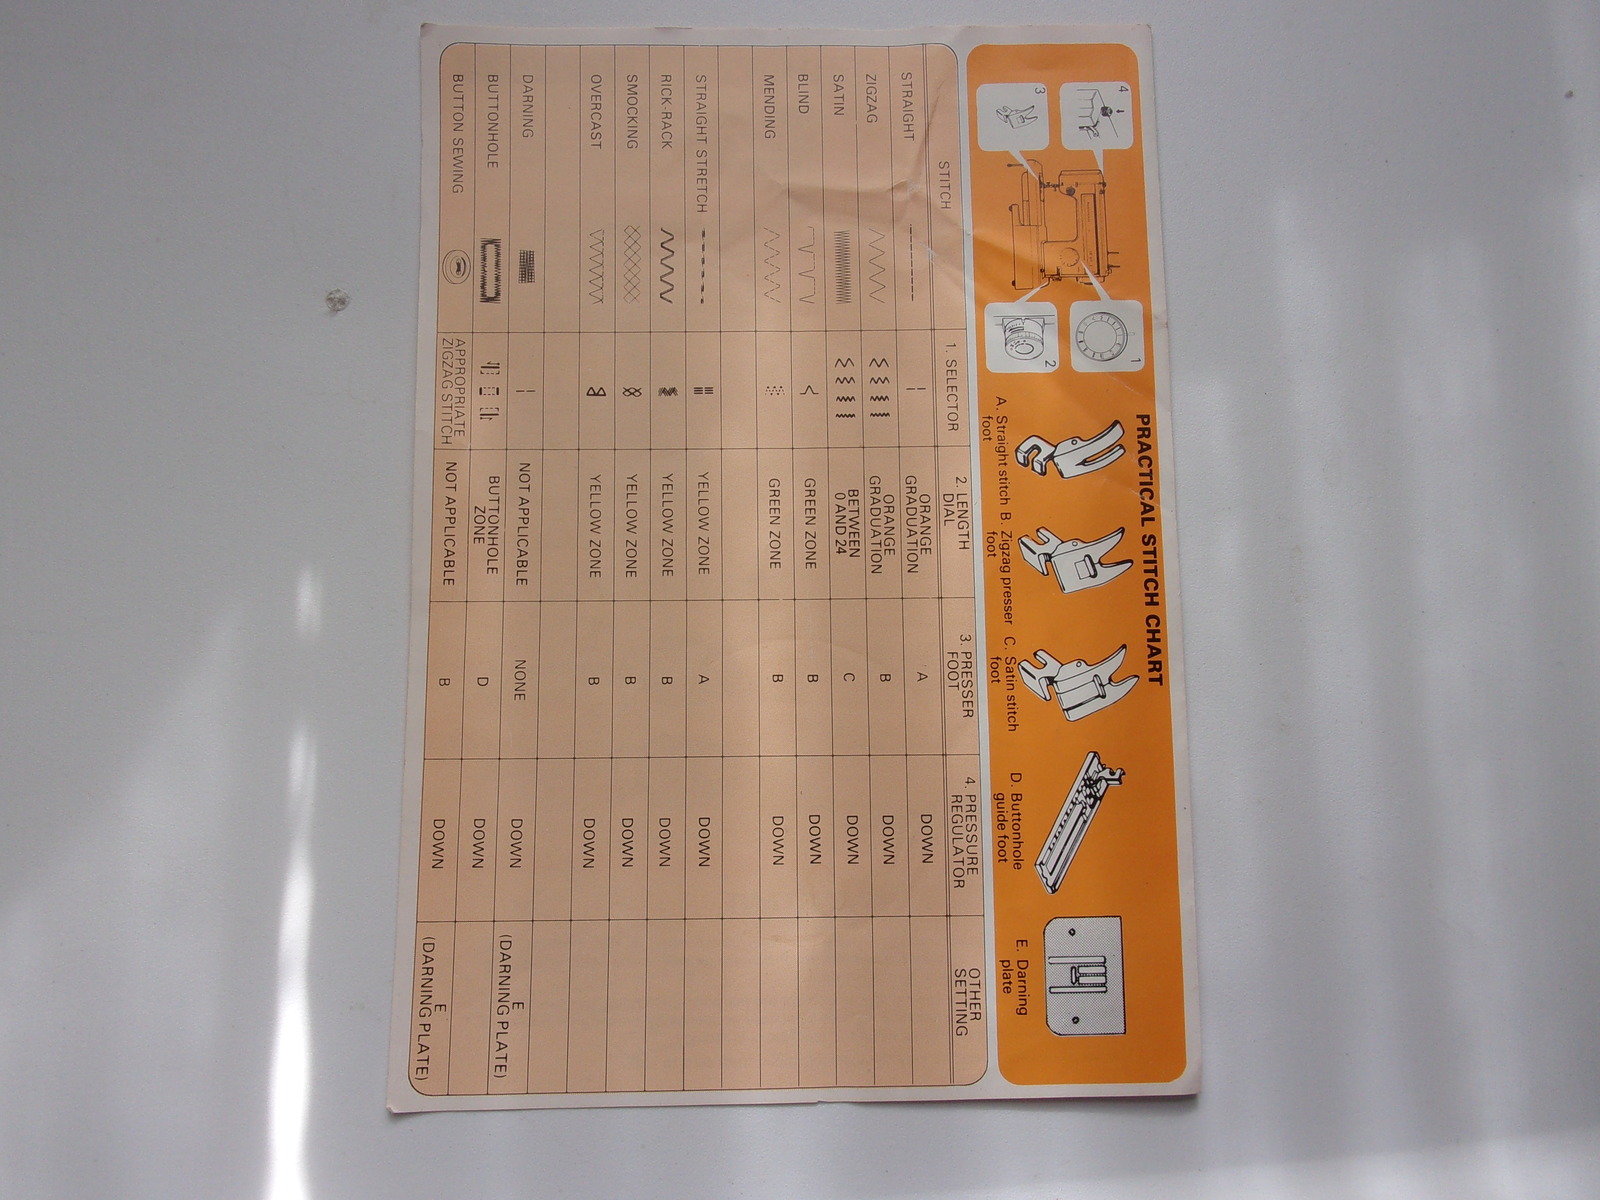 PRACTICAL STITCH CHART
4
3
1
2
A. Straight stitch foot
B. Zigzag presser foot
C. Satin stitch foot
D. Buttonhole guide foot
E. Darning plate
STITCH 1. SELECTOR 2. LENGTH DIAL 3. PRESSER FOOT 4. PRESSURE REGULATOR OTHER SETTING
STRAIGHT ORANGE GRADUATION A DOWN
ZIGZAG ORANGE GRADUATION B DOWN
SATIN BETWEEN 0 AND 24 C DOWN
BLIND GREEN ZONE B DOWN
MENDING GREEN ZONE B DOWN
STRAIGHT STRETCH YELLOW ZONE A DOWN
RICK-RACK YELLOW ZONE B DOWN
SMOCKING YELLOW ZONE B DOWN
OVERCAST YELLOW ZONE B DOWN
DARNING NOT APPLICABLE NONE DOWN E (DARNING PLATE)
BUTTONHOLE BUTTONHOLE ZONE D DOWN
BUTTON SEWING APPROPRIATE ZIGZAG STITCH NOT APPLICABLE B DOWN E (DARNING PLATE)